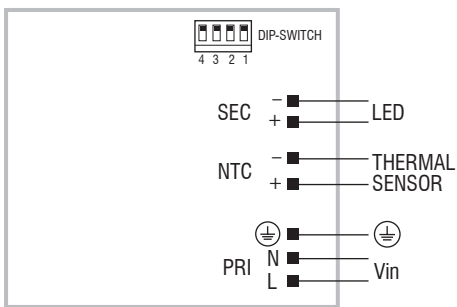 DIP-SWITCH
4 3 2 1
SEC − + LED
NTC − + THERMAL SENSOR
PRI N L Vin